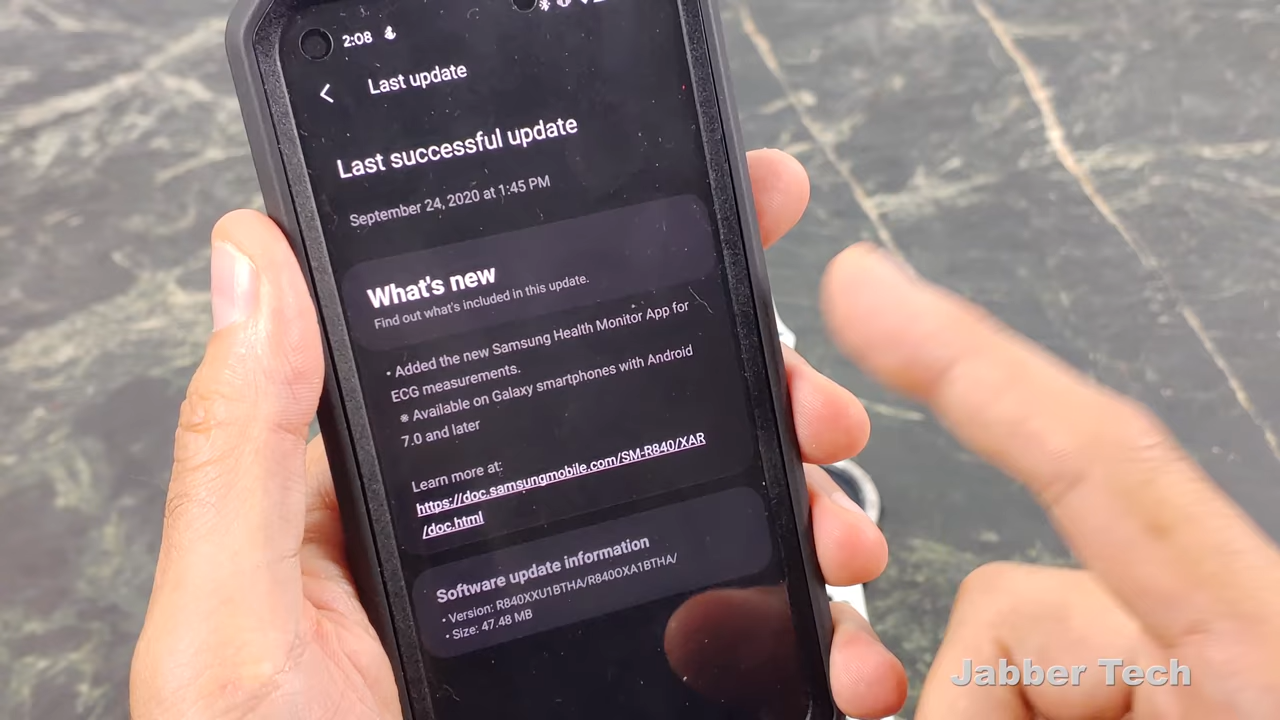 2:08
Last update
Last successful update
September 24, 2020 at 1:45 PM
What's new
Find out what's included in this update.
• Added the new Samsung Health Monitor App for
ECG measurements.
※ Available on Galaxy smartphones with Android
7.0 and later
Learn more at:
https://doc.samsungmobile.com/SM-R840/XAR
/doc.html
Software update information
• Version: R840XXU1BTHA/R840OXA1BTHA/
• Size: 47.48 MB
Jabber Tech